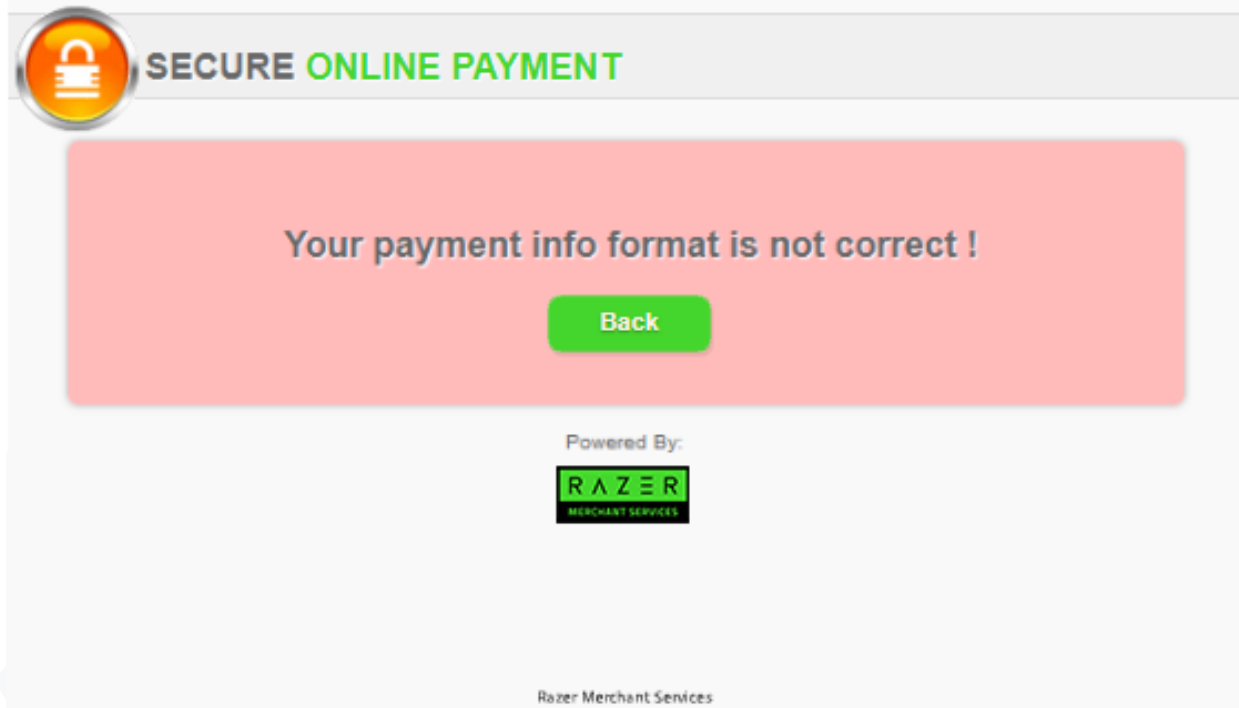 SECURE ONLINE PAYMENT
Your payment info format is not correct !
Back
Powered By:
RAZER
MERCHANT SERVICES
Razer Merchant Services